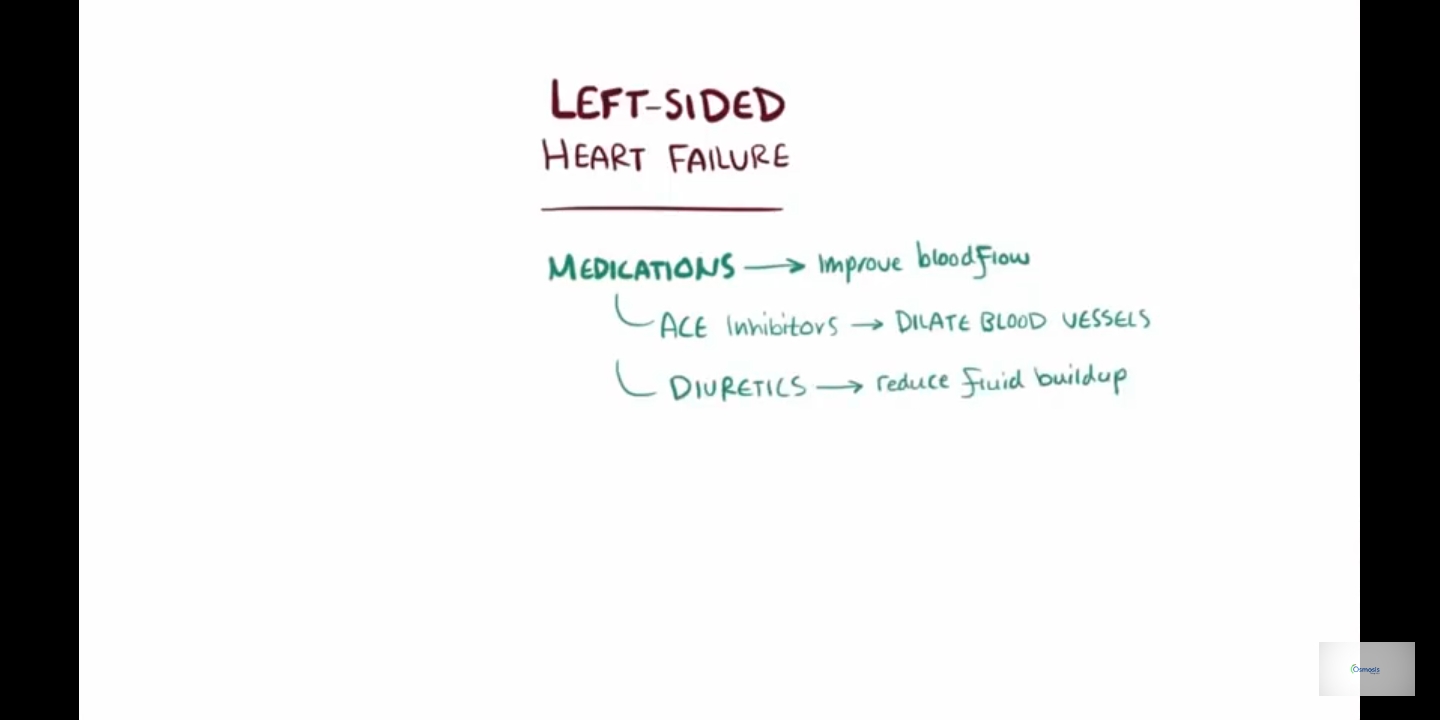 LEFT-SIDED
HEART FAILURE
MEDICATIONS → Improve bloodflow
ACE Inhibitors → DILATE BLOOD VESSELS
DIURETICS → reduce fluid buildup
Osmosis